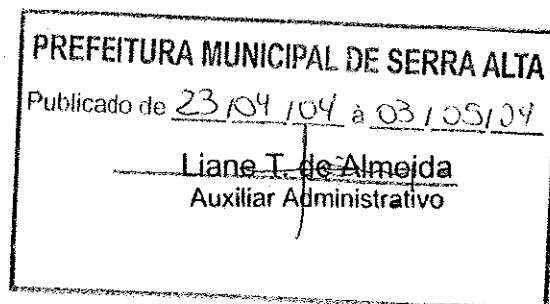 PREFEITURA MUNICIPAL DE SERRA ALTA
Publicado de 23/04/04 à 03/05/04
Liane T. de Almeida
Auxiliar Administrativo